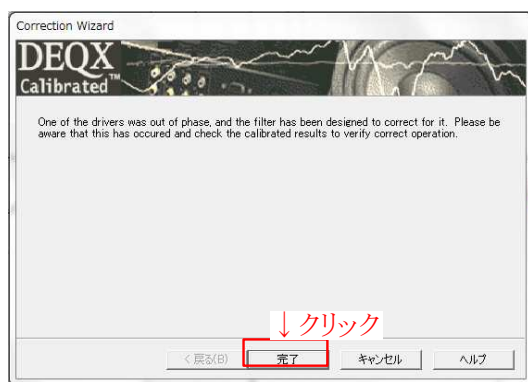 Correction Wizard
DEQX
Calibrated™
One of the drivers was out of phase, and the filter has been designed to correct for it. Please be
aware that this has occured and check the calibrated results to verify correct operation.
↓クリック
< 戻る(B)
完了
キャンセル
ヘルプ